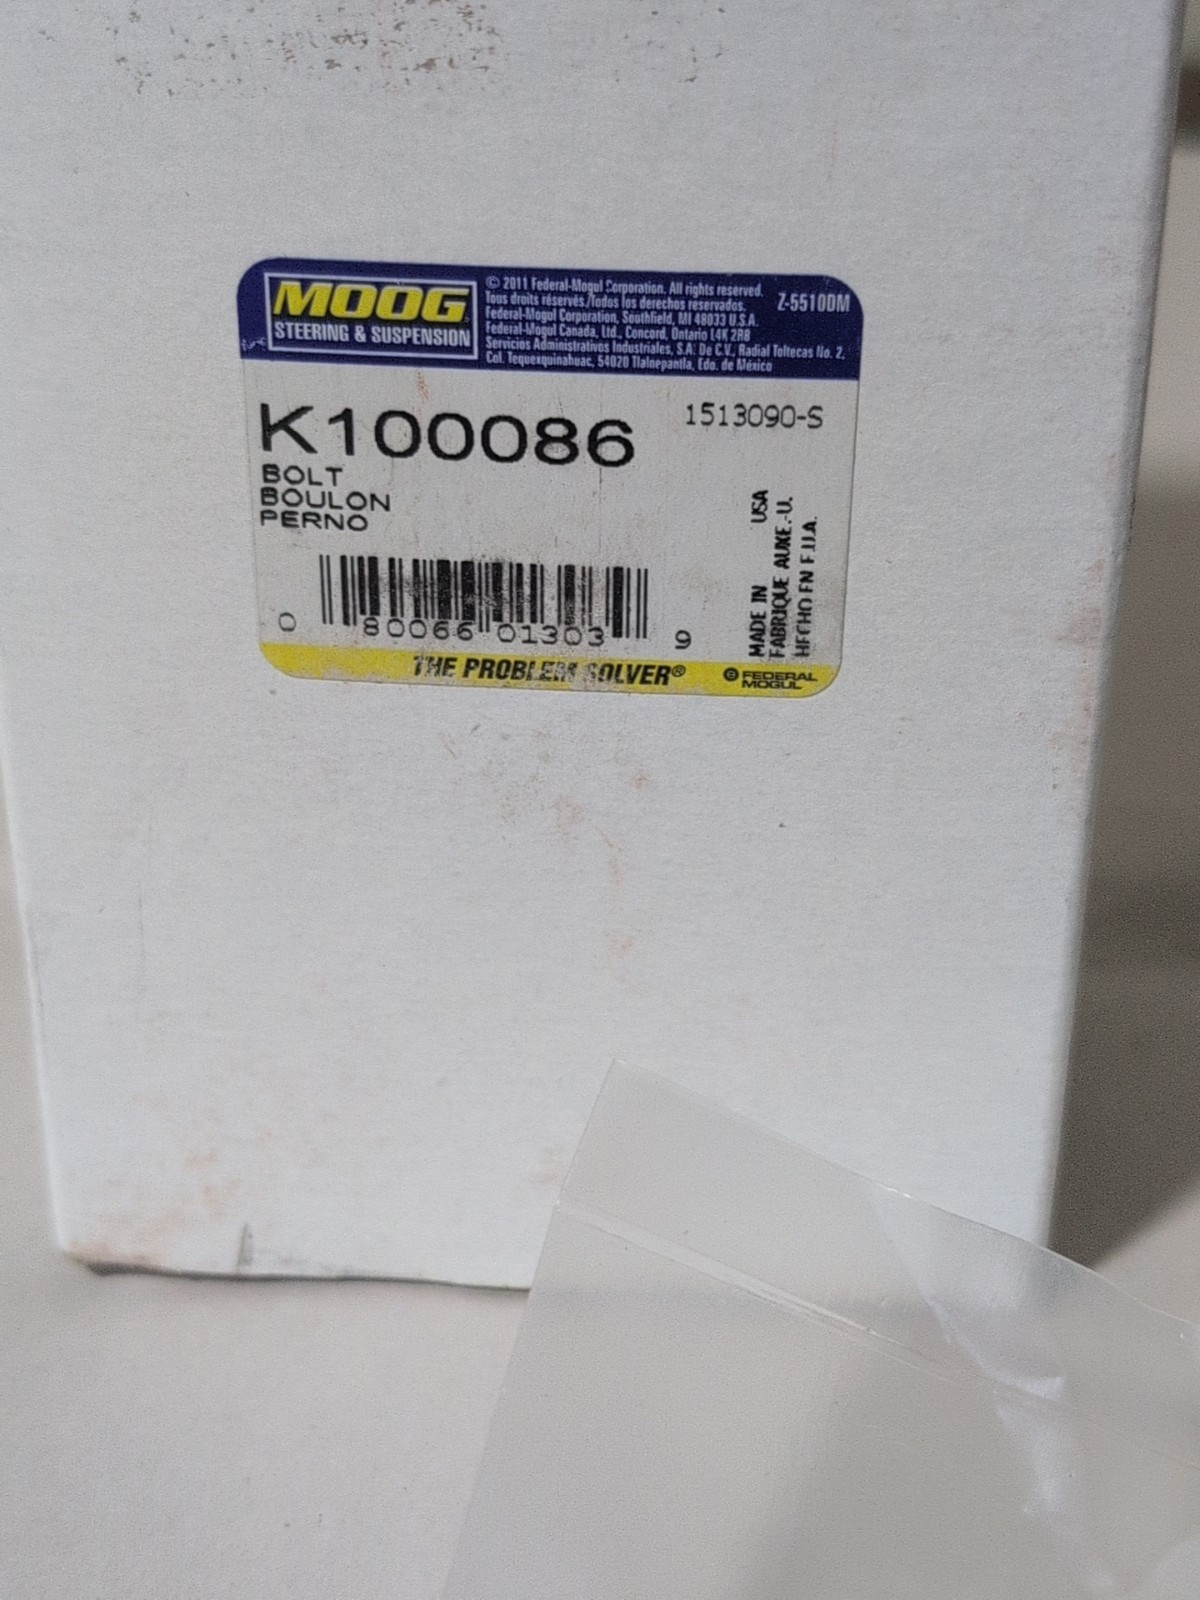 MOOG
STEERING & SUSPENSION
© 2011 Federal-Mogul Corporation. All rights reserved.
Tous droits réservés./Todos los derechos reservados.
Federal-Mogul Corporation, Southfield, MI 48033 U.S.A.
Federal-Mogul Canada, Ltd., Concord, Ontario L4K 2R8
Servicios Administrativos Industriales, S.A. De C.V., Radial Toltecas No. 2,
Col. Tequexquinahuac, 54020 Tlalnepantla, Edo. de México
Z-5510DM
K100086
1513090-S
BOLT
BOULON
PERNO
MADE IN USA
FABRIQUE AUXE.-U.
HECHO EN E.U.A.
0 80066 01303 9
THE PROBLEM SOLVER®
FEDERAL
MOGUL